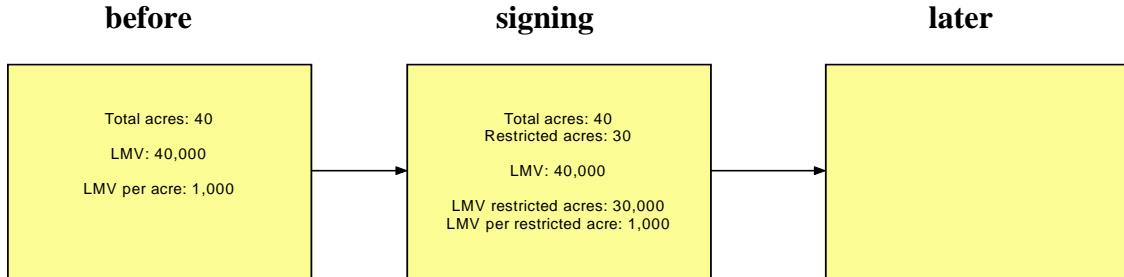 before
signing
later
Total acres: 40
LMV: 40,000
LMV per acre: 1,000
Total acres: 40
Restricted acres: 30
LMV: 40,000
LMV restricted acres: 30,000
LMV per restricted acre: 1,000